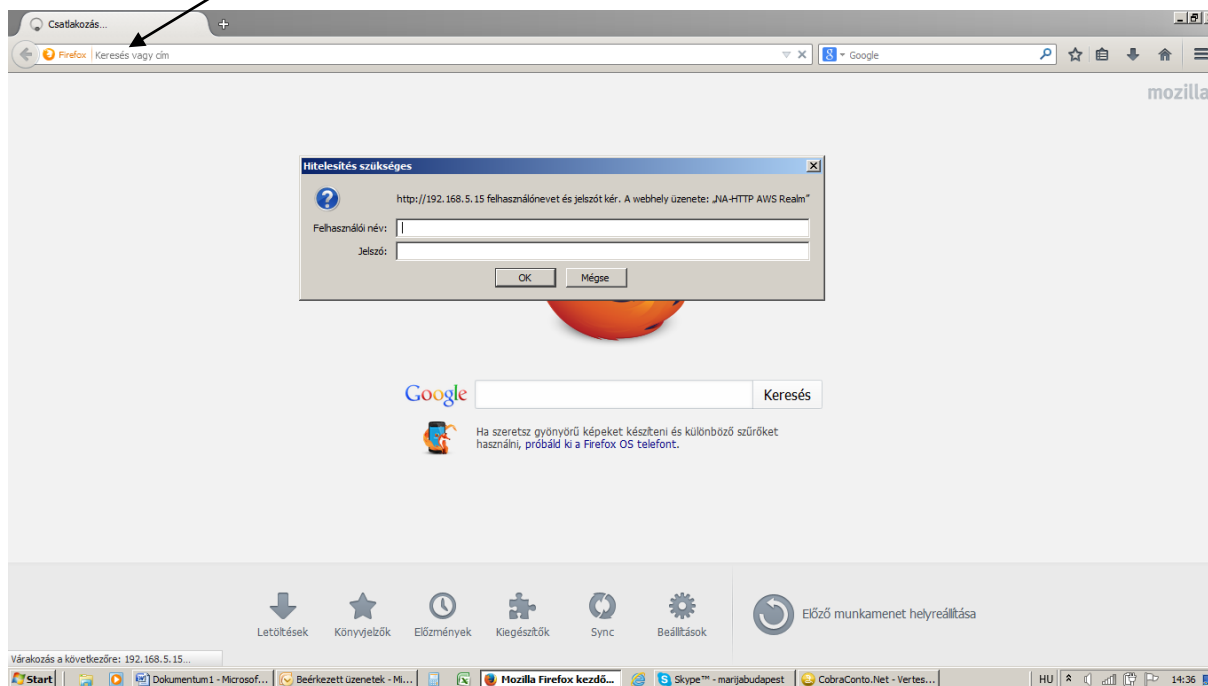 Csatlakozás...
Firefox Keresés vagy cím
Google
mozilla
Hitelesítés szükséges
http://192.168.5.15 felhasználónevet és jelszót kér. A webhely üzenete: „NA-HTTP AWS Realm”
Felhasználói név:
Jelszó:
OK Mégse
Google Keresés
Ha szeretsz gyönyörű képeket készíteni és különböző szűrőket
használni, próbáld ki a Firefox OS telefont.
Letöltések Könyvjelzők Előzmények Kiegészítők Sync Beállítások Előző munkamenet helyreállítása
Várakozás a következőre: 192.168.5.15...
Start Dokumentum1 - Microsof... Beérkezett üzenetek - Mi... Mozilla Firefox kezdő... Skype™ - marijabudapest CobraConto.Net - Vertes... HU 14:36